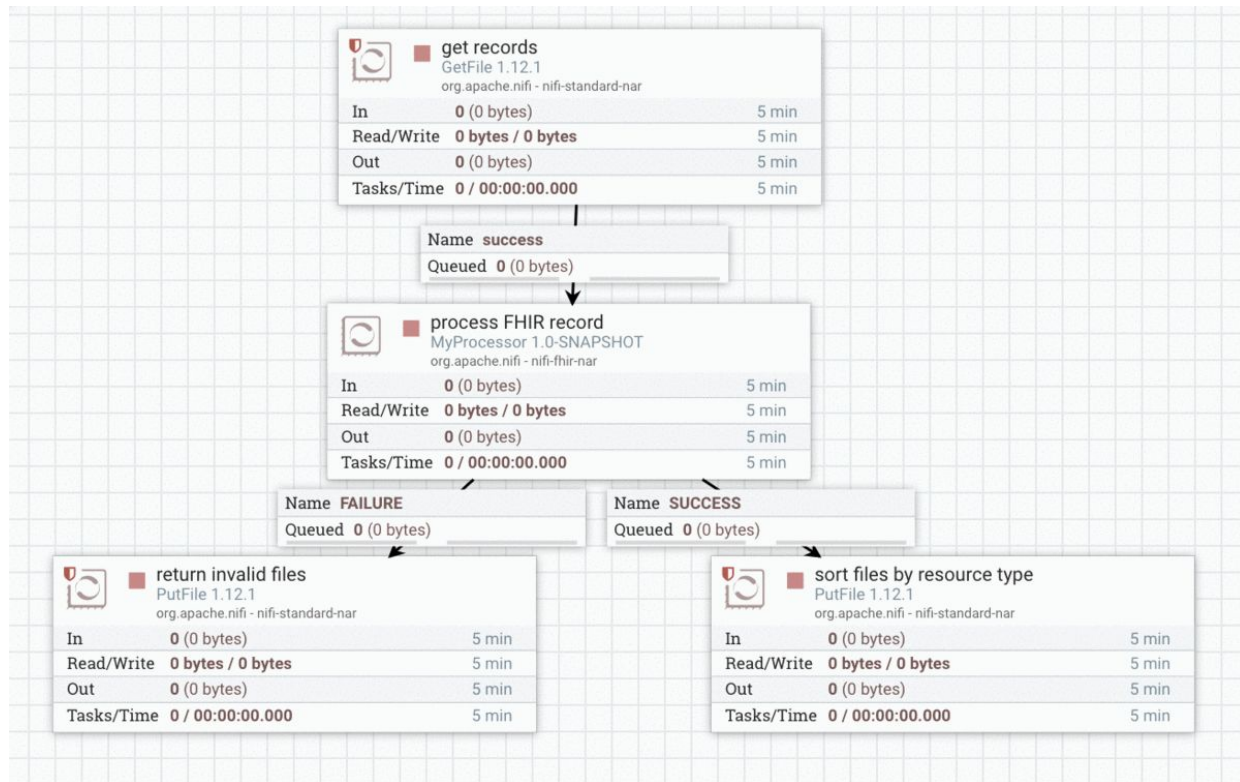 get records
GetFile 1.12.1
org.apache.nifi - nifi-standard-nar
In 0 (0 bytes) 5 min
Read/Write 0 bytes / 0 bytes 5 min
Out 0 (0 bytes) 5 min
Tasks/Time 0 / 00:00:00.000 5 min
Name success
Queued 0 (0 bytes)
process FHIR record
MyProcessor 1.0-SNAPSHOT
org.apache.nifi - nifi-fhir-nar
In 0 (0 bytes) 5 min
Read/Write 0 bytes / 0 bytes 5 min
Out 0 (0 bytes) 5 min
Tasks/Time 0 / 00:00:00.000 5 min
Name FAILURE
Queued 0 (0 bytes)
Name SUCCESS
Queued 0 (0 bytes)
return invalid files
PutFile 1.12.1
org.apache.nifi - nifi-standard-nar
In 0 (0 bytes) 5 min
Read/Write 0 bytes / 0 bytes 5 min
Out 0 (0 bytes) 5 min
Tasks/Time 0 / 00:00:00.000 5 min
sort files by resource type
PutFile 1.12.1
org.apache.nifi - nifi-standard-nar
In 0 (0 bytes) 5 min
Read/Write 0 bytes / 0 bytes 5 min
Out 0 (0 bytes) 5 min
Tasks/Time 0 / 00:00:00.000 5 min